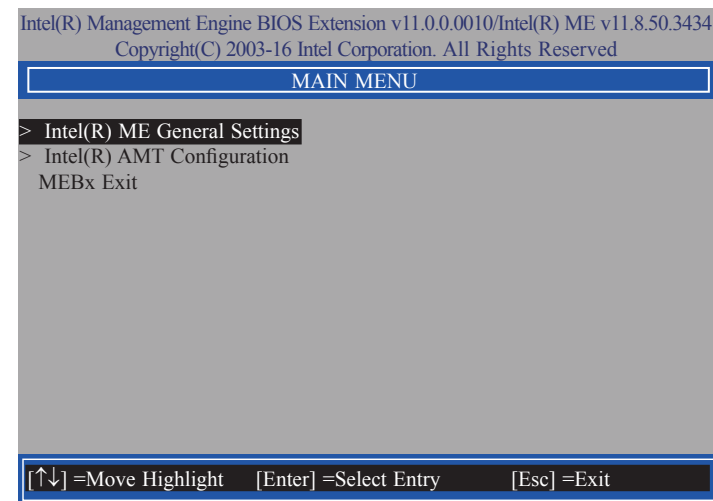 Intel(R) Management Engine BIOS Extension v11.0.0.0010/Intel(R) ME v11.8.50.3434
Copyright(C) 2003-16 Intel Corporation. All Rights Reserved
MAIN MENU
> Intel(R) ME General Settings
> Intel(R) AMT Configuration
MEBx Exit
[↑↓] =Move Highlight [Enter] =Select Entry [Esc] =Exit